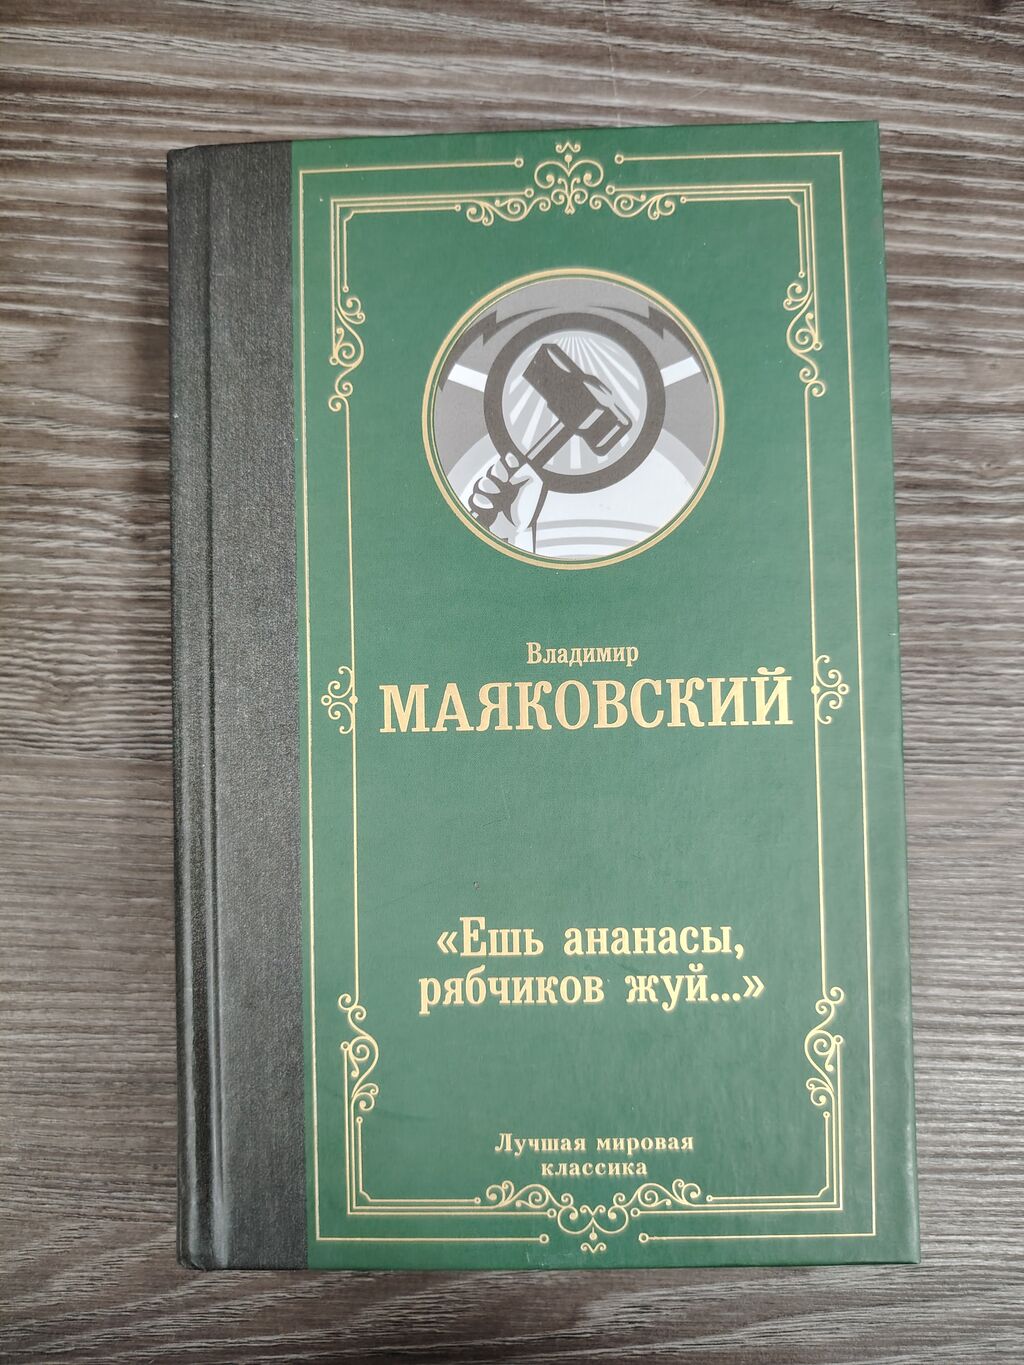 Владимир
МАЯКОВСКИЙ
«Ешь ананасы,
рябчиков жуй...»
Лучшая мировая
классика